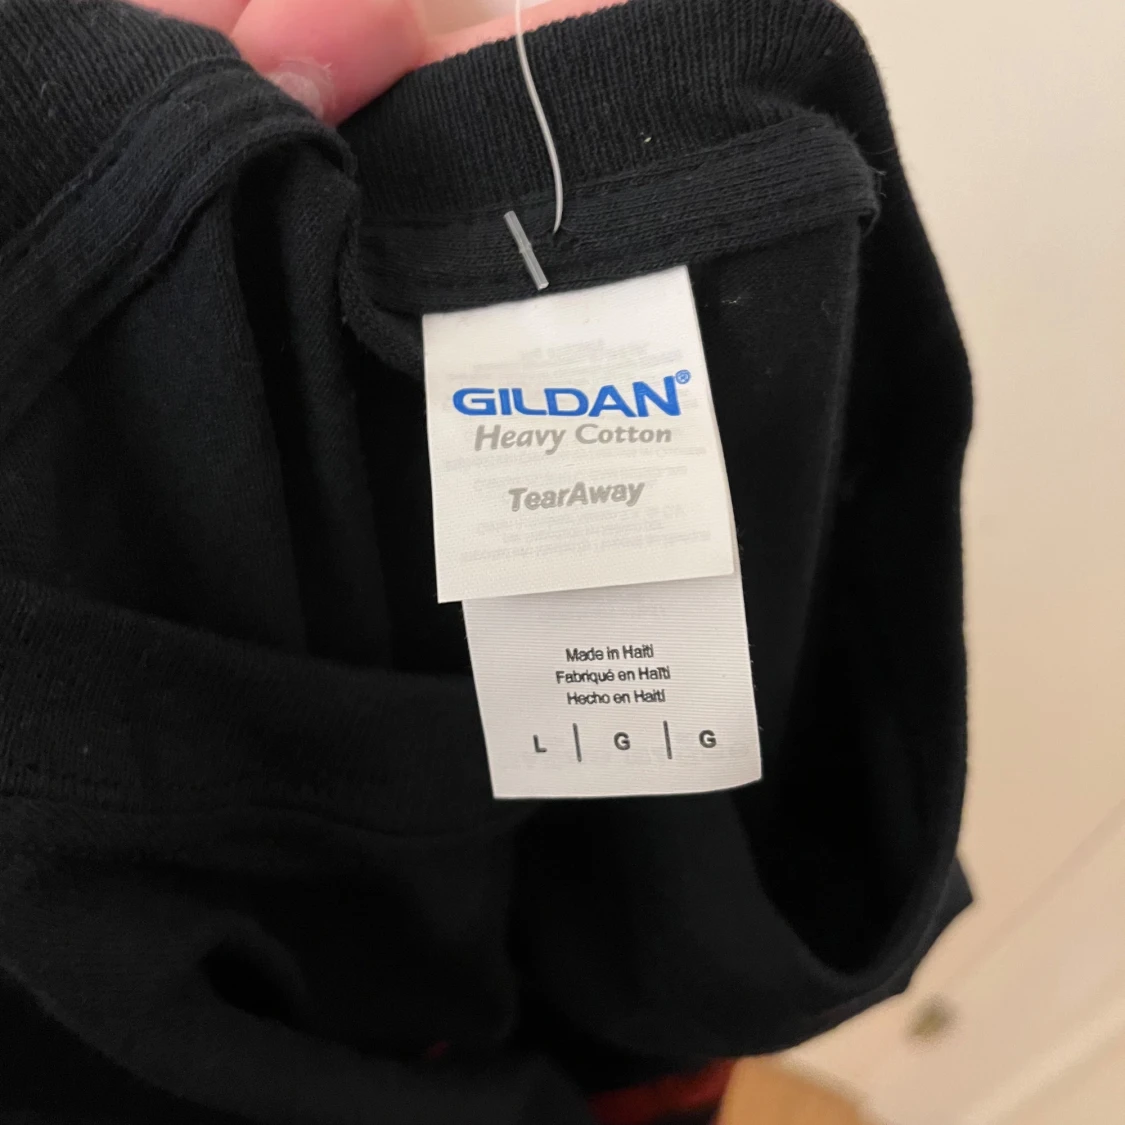 GILDAN®
Heavy Cotton
TearAway
Made in Haiti
Fabriqué en Haïti
Hecho en Haití
L | G | G